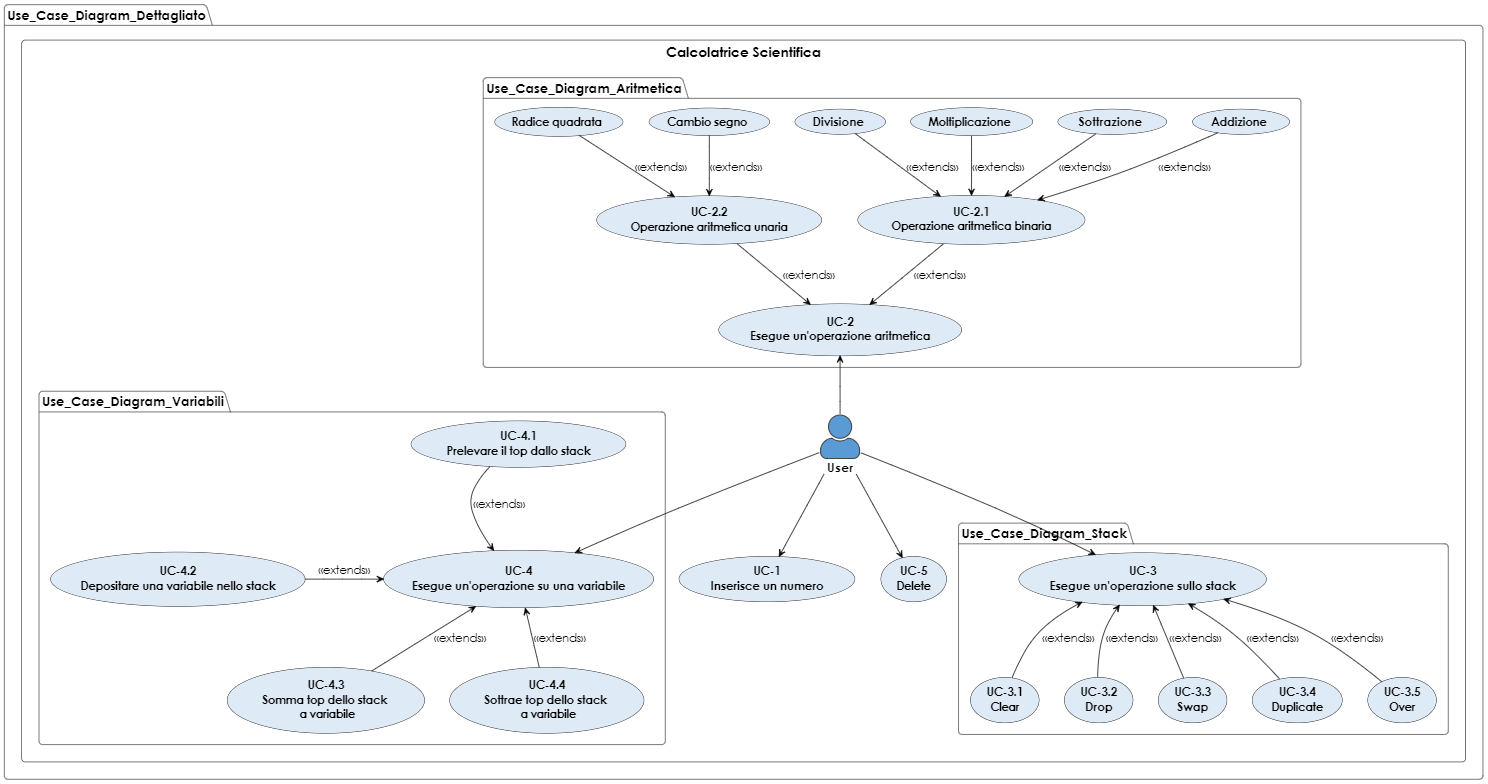 Use_Case_Diagram_Dettagliato
Calcolatrice Scientifica
Use_Case_Diagram_Aritmetica
Radice quadrata
Cambio segno
Divisione
Moltiplicazione
Sottrazione
Addizione
«extends»
«extends»
«extends»
«extends»
«extends»
«extends»
UC-2.2
Operazione aritmetica unaria
UC-2.1
Operazione aritmetica binaria
«extends»
«extends»
UC-2
Esegue un'operazione aritmetica
Use_Case_Diagram_Variabili
UC-4.1
Prelevare il top dallo stack
User
«extends»
Use_Case_Diagram_Stack
UC-4.2
Depositare una variabile nello stack
«extends»
UC-4
Esegue un'operazione su una variabile
UC-1
Inserisce un numero
UC-5
Delete
UC-3
Esegue un'operazione sullo stack
«extends»
«extends»
«extends»
«extends»
«extends»
«extends»
«extends»
UC-4.3
Somma top dello stack
a variabile
UC-4.4
Sottrae top dello stack
a variabile
UC-3.1
Clear
UC-3.2
Drop
UC-3.3
Swap
UC-3.4
Duplicate
UC-3.5
Over